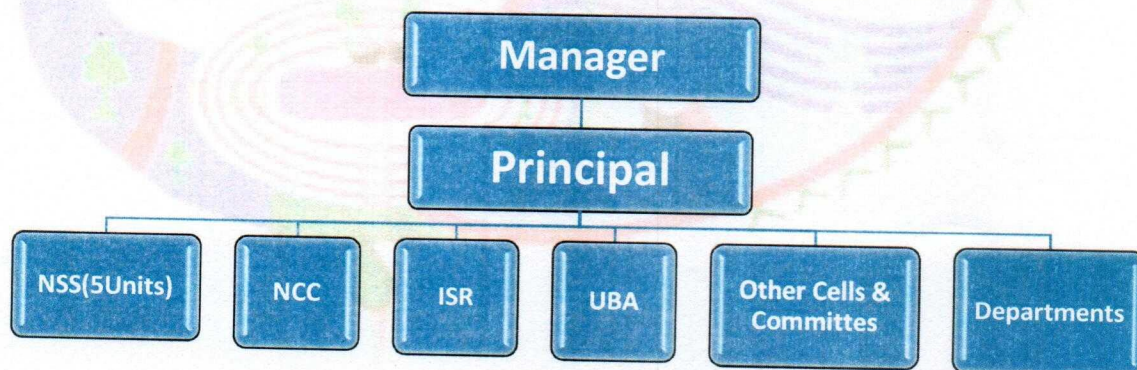 Manager
Principal
NSS(5Units)
NCC
ISR
UBA
Other Cells &
Committes
Departments